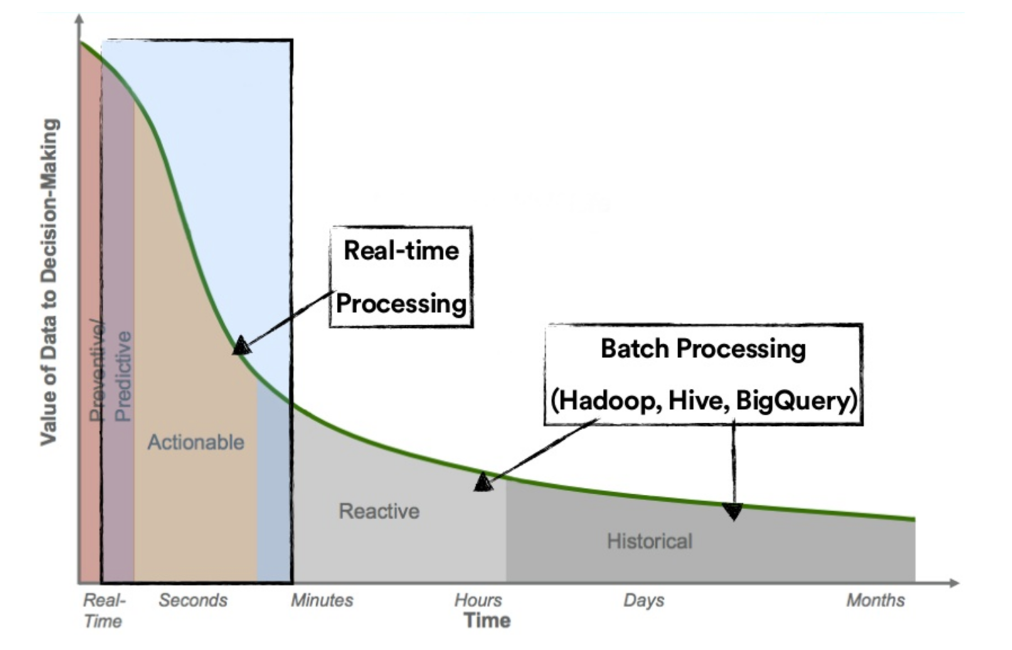 Value of Data to Decision-Making
Real-time
Processing
Batch Processing
(Hadoop, Hive, BigQuery)
Preventive/
Predictive
Actionable
Reactive
Historical
Real-
Time
Seconds
Minutes
Hours
Days
Months
Time